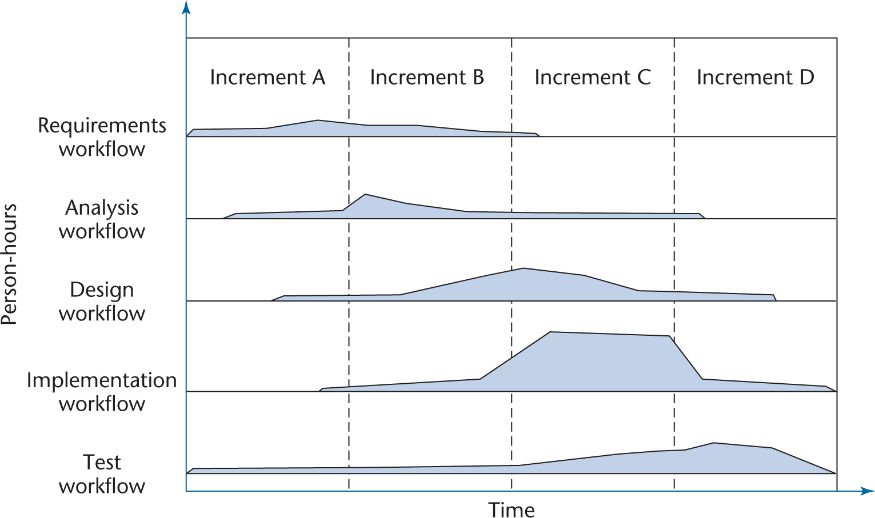 Increment A
Increment B
Increment C
Increment D
Requirements
workflow
Analysis
workflow
Design
workflow
Implementation
workflow
Test
workflow
Person-hours
Time